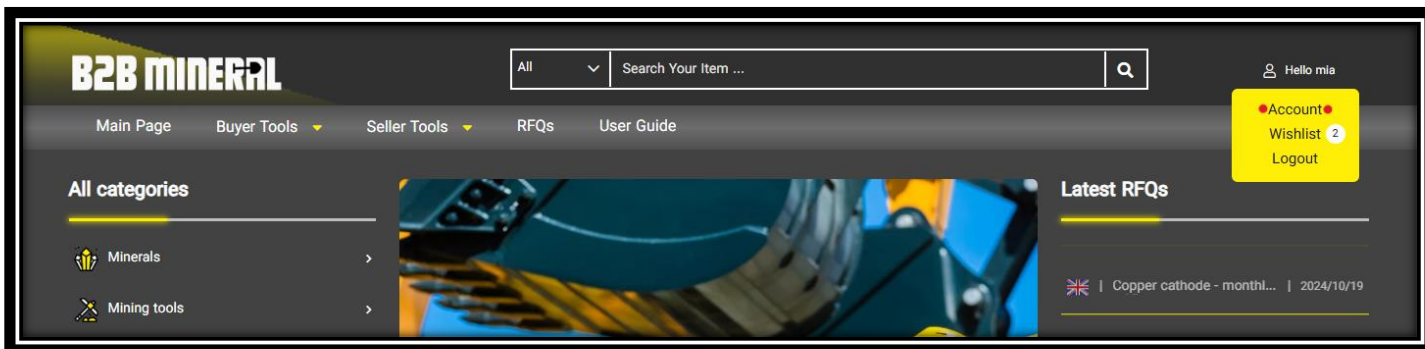 B2B MINERAL
All
Search Your Item ...
Hello mia
Account
Wishlist 2
Logout
Main Page
Buyer Tools
Seller Tools
RFQs
User Guide
All categories
Minerals
Mining tools
Latest RFQs
| Copper cathode - monthl... | 2024/10/19